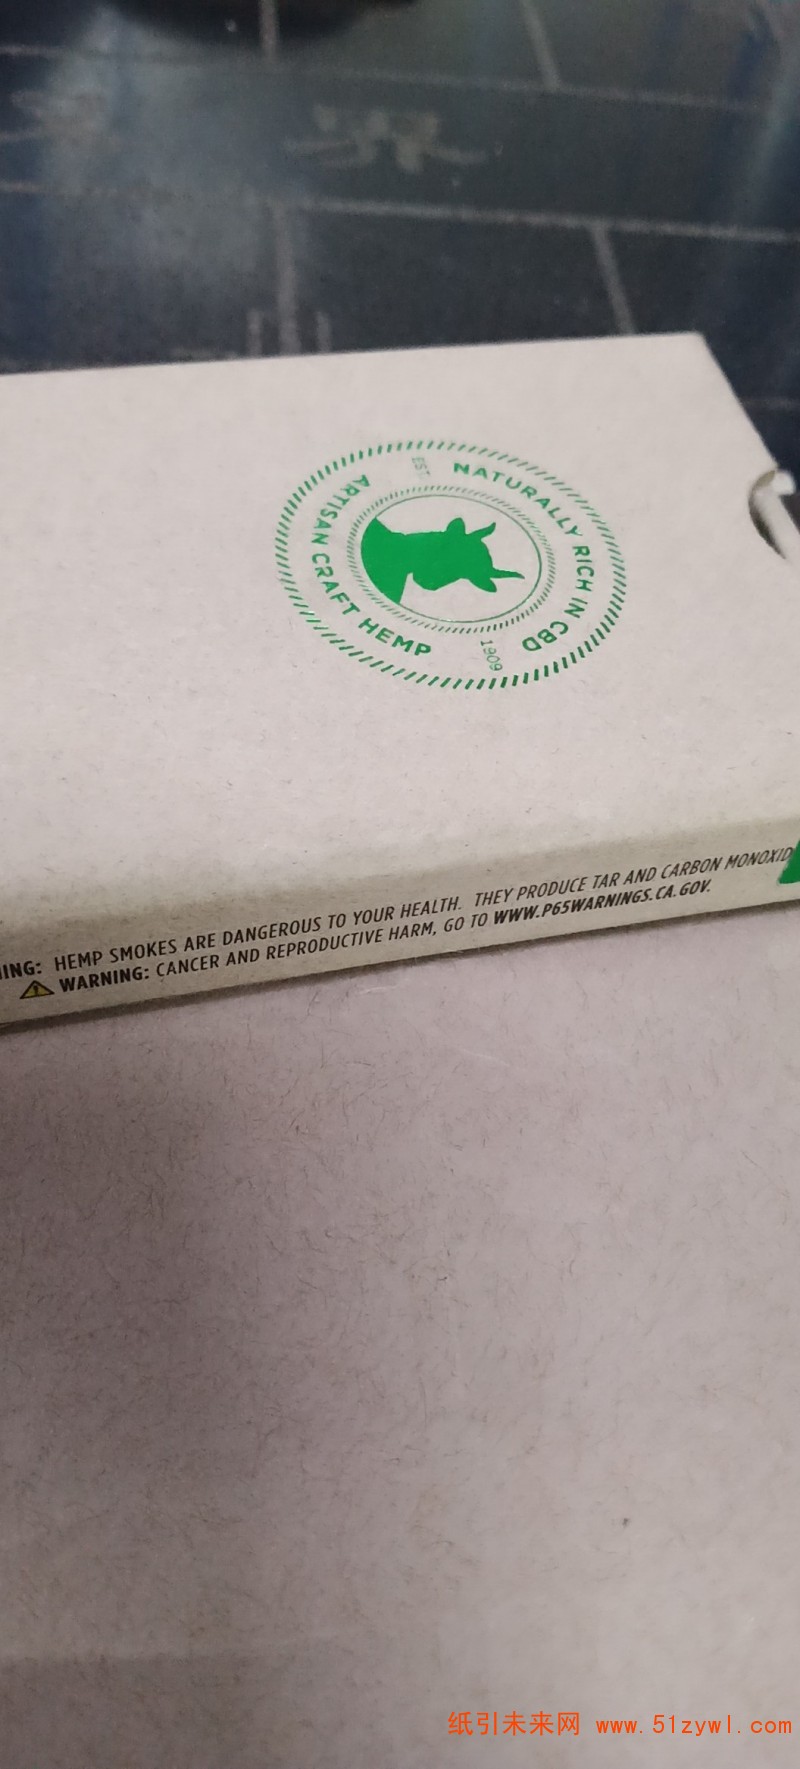 EST
NATURALLY RICH IN CBD
ARTISAN CRAFT HEMP
1909
ING: HEMP SMOKES ARE DANGEROUS TO YOUR HEALTH. THEY PRODUCE TAR AND CARBON MONOXID
WARNING: CANCER AND REPRODUCTIVE HARM, GO TO WWW.P65WARNINGS.CA.GOV.
纸引未来网 www.51zywl.com